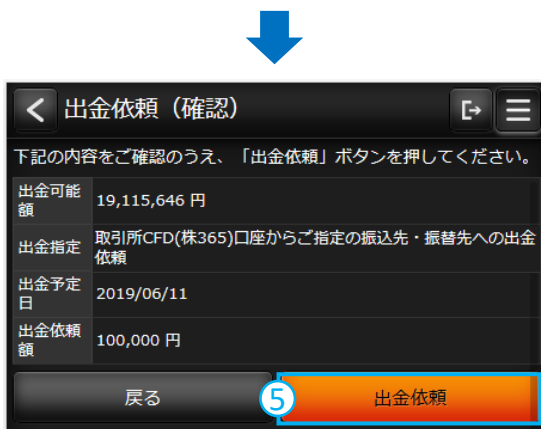 出金依頼（確認）
下記の内容をご確認のうえ、「出金依頼」ボタンを押してください。
出金可能
額
19,115,646 円
出金指定
取引所CFD(株365)口座からご指定の振込先・振替先への出金
依頼
出金予定
日
2019/06/11
出金依頼
額
100,000 円
戻る
5
出金依頼